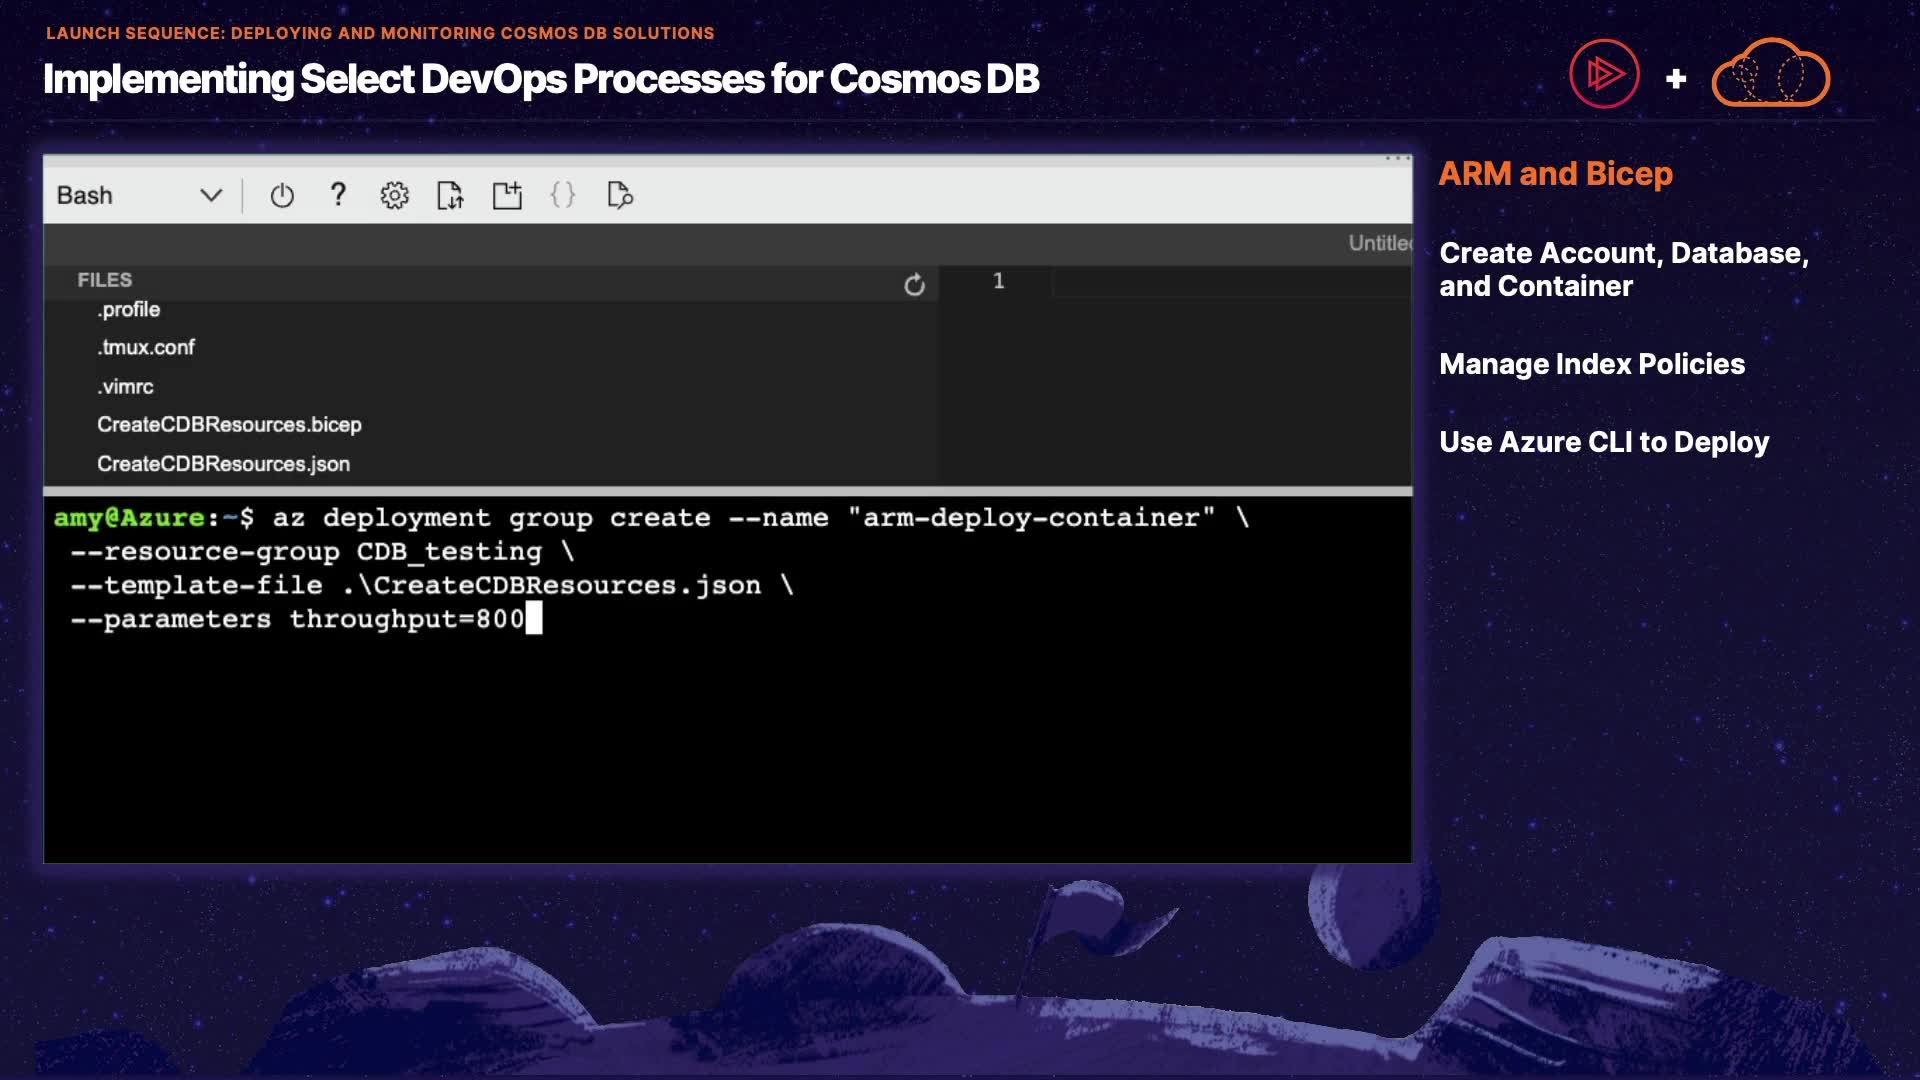 LAUNCH SEQUENCE: DEPLOYING AND MONITORING COSMOS DB SOLUTIONS
Implementing Select DevOps Processes for Cosmos DB
+
Bash
?
{ }
FILES
.profile
.tmux.conf
.vimrc
CreateCDBResources.bicep
CreateCDBResources.json
1
amy@Azure:~$ az deployment group create --name "arm-deploy-container" \
--resource-group CDB_testing \
--template-file .\CreateCDBResources.json \
--parameters throughput=800
ARM and Bicep
Create Account, Database,
and Container
Manage Index Policies
Use Azure CLI to Deploy